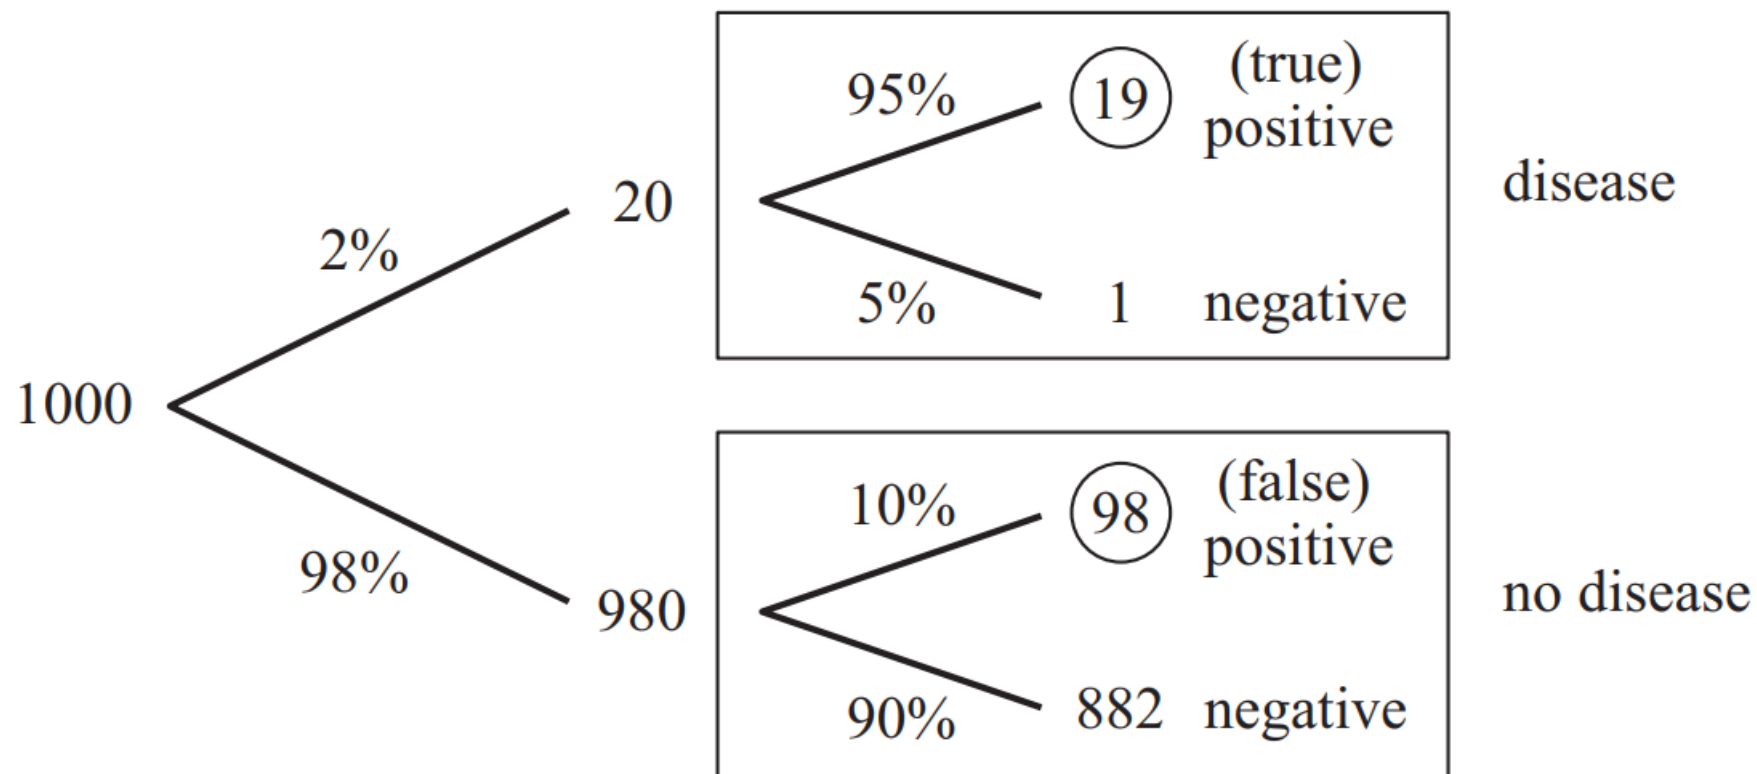 1000
2%
98%
20
980
95%
19
(true)
positive
5%
1
negative
disease
10%
98
(false)
positive
90%
882
negative
no disease